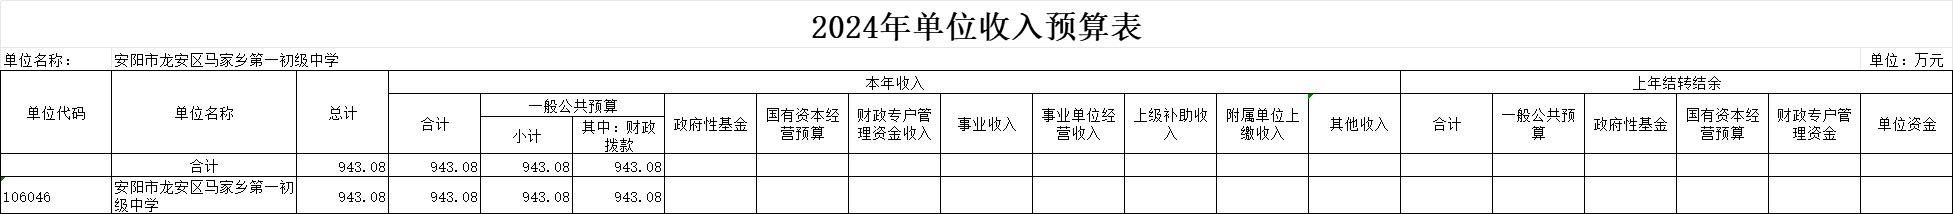 2024年单位收入预算表
单位名称： 安阳市龙安区马家乡第一初级中学 单位：万元
单位代码 单位名称 总计 本年收入 上年结转结余
合计 一般公共预算 政府性基金 国有资本经营预算 财政专户管理资金收入 事业收入 事业单位经营收入 上级补助收入 附属单位上缴收入 其他收入 合计 一般公共预算 政府性基金 国有资本经营预算 财政专户管理资金 单位资金
小计 其中：财政拨款
合计 943.08 943.08 943.08 943.08
106046 安阳市龙安区马家乡第一初级中学 943.08 943.08 943.08 943.08